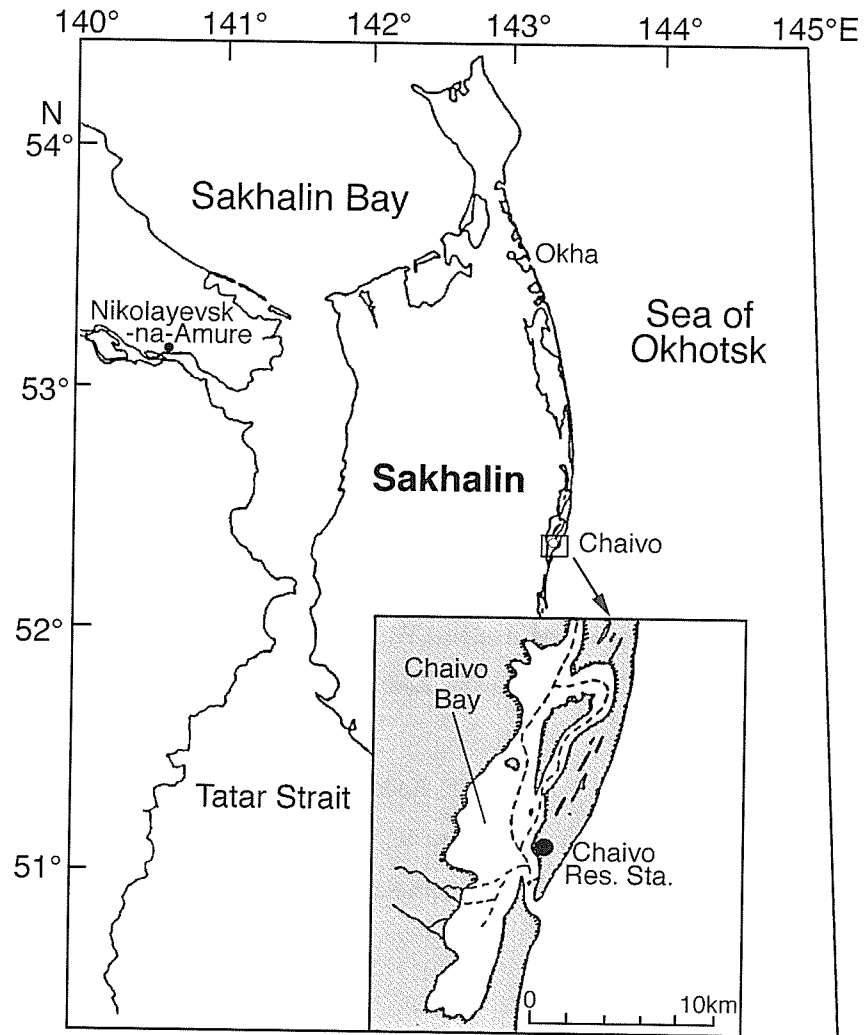 140°
141°
142°
143°
144°
145°E
N
54°
53°
52°
51°
Sakhalin Bay
Okha
Nikolayevsk
-na-Amure
Sea of
Okhotsk
Sakhalin
Chaivo
Chaivo
Bay
Tatar Strait
Chaivo
Res. Sta.
0
10km